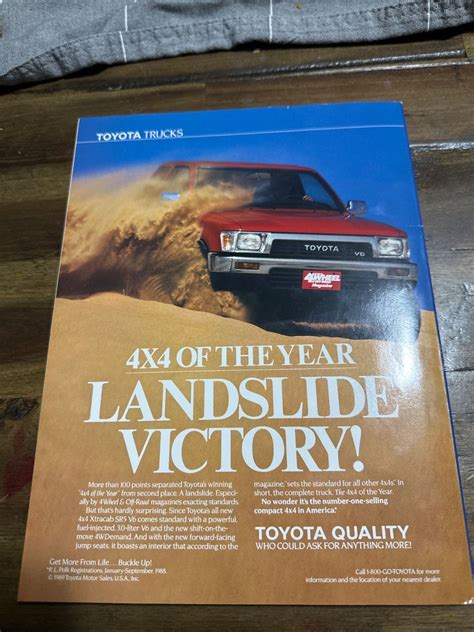 TOYOTA TRUCKS
TOYOTA
V6
4WHEEL
Magazine
4X4 OF THE YEAR
LANDSLIDE
VICTORY!
More than 100 points separated Toyota's winning
"4x4 of the Year" from second place. A landslide. Especial-
ly by 4Wheel & Off-Road magazines exacting standards.
But that's hardly surprising. Since Toyota's all new
4X4 Xtracab SR5 V6 comes standard with a powerful,
fuel-injected, 3.0-liter V6 and the new shift-on-the-
move 4WDemand. And with the new forward-facing
jump seats, it boasts an interior that according to the
magazine, "sets the standard for all other 4x4s." In
short, the complete truck. The 4x4 of the Year.
No wonder it's the number-one-selling
compact 4x4 in America!*
TOYOTA QUALITY
WHO COULD ASK FOR ANYTHING MORE!
Get More From Life... Buckle Up!
*R.L. Polk Registrations, January-September, 1988.
© 1989 Toyota Motor Sales, U.S.A., Inc.
Call 1-800-GO-TOYOTA for more
information and the location of your nearest dealer.